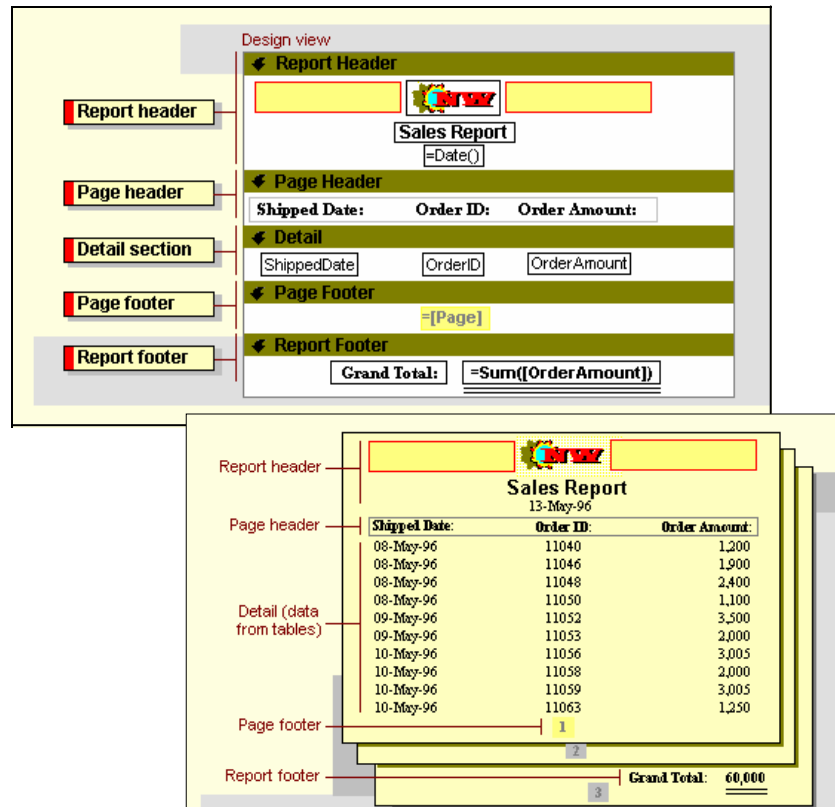 Design view
Report Header
NW
Report header
Sales Report
=Date()
Page Header
Page header
Shipped Date: Order ID: Order Amount:
Detail
Detail section
ShippedDate OrderID OrderAmount
Page Footer
Page footer
=[Page]
Report Footer
Report footer
Grand Total: =Sum([OrderAmount])
Report header
NW
Sales Report
13-May-96
Page header
Shipped Date: Order ID: Order Amount:
08-May-96 11040 1,200
08-May-96 11046 1,900
08-May-96 11048 2,400
08-May-96 11050 1,100
Detail (data
from tables)
09-May-96 11052 3,500
09-May-96 11053 2,000
10-May-96 11056 3,005
10-May-96 11058 2,000
10-May-96 11059 3,005
10-May-96 11063 1,250
Page footer
1
2
Report footer
Grand Total: 60,000
3